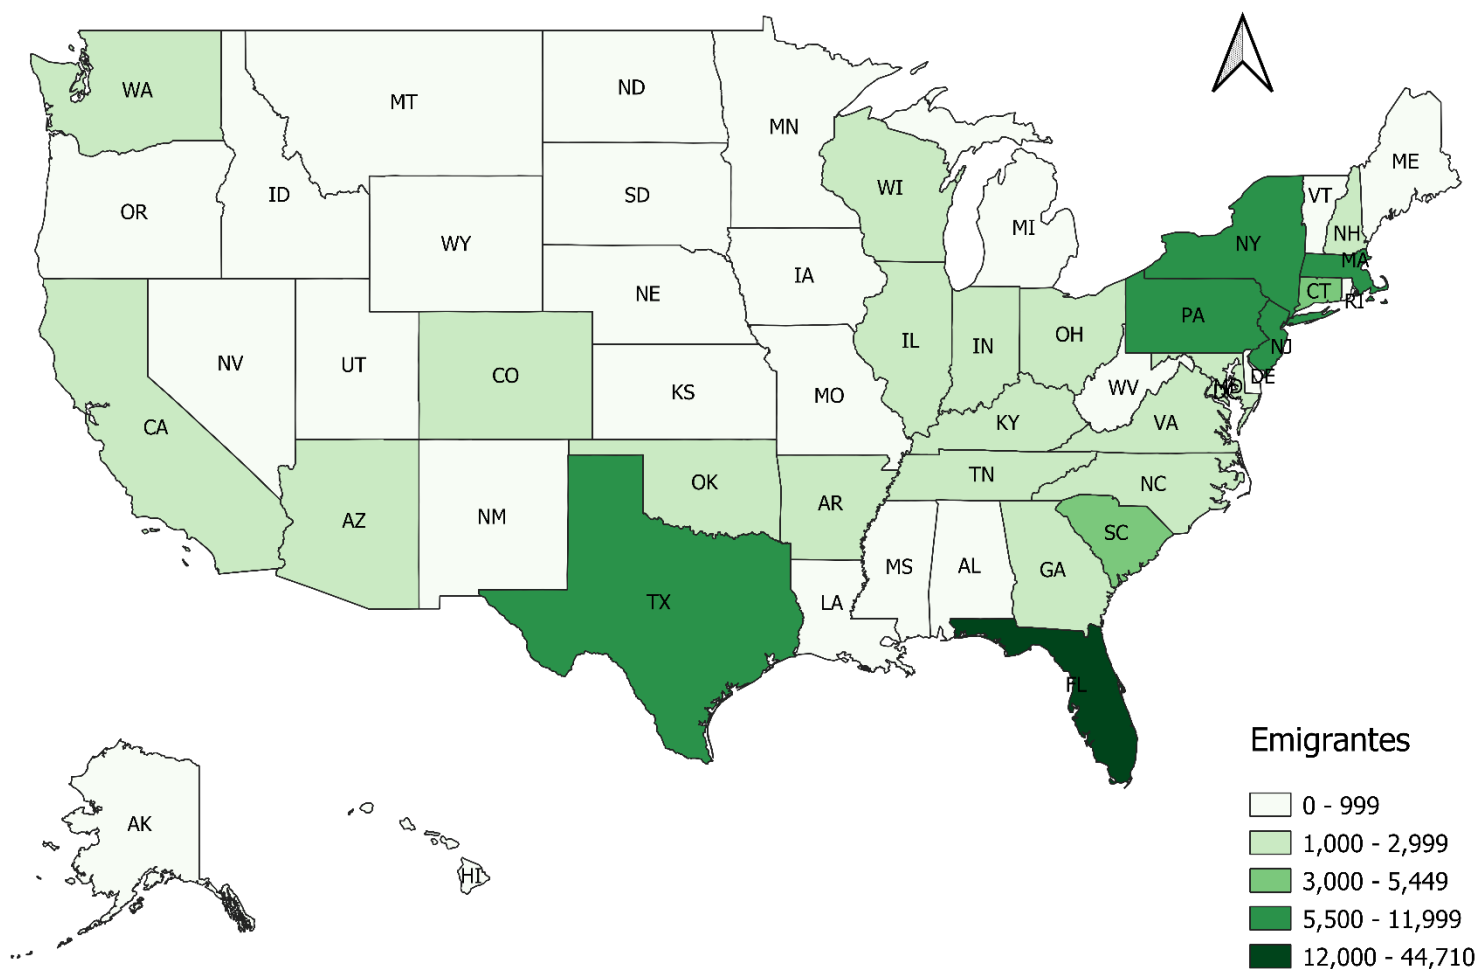 WA
MT
ND
MN
ME
WI
VT
ID
SD
OR
MI
NH
WY
NY
MA
IA
NE
CT
RI
PA
OH
IL
IN
NJ
NV
UT
CO
KS
MO
WV
DE
MD
CA
KY
VA
TN
OK
NC
AR
AZ
NM
SC
MS
AL
GA
TX
LA
FL
AK
HI
Emigrantes
0 - 999
1,000 - 2,999
3,000 - 5,449
5,500 - 11,999
12,000 - 44,710